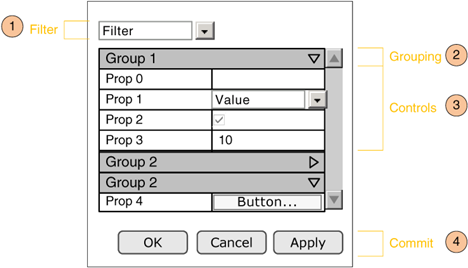 1 Filter
Filter
Group 1
Grouping 2
Prop 0
Prop 1 Value
Controls 3
Prop 2
Prop 3 10
Group 2
Group 2
Prop 4 Button...
OK Cancel Apply
Commit 4